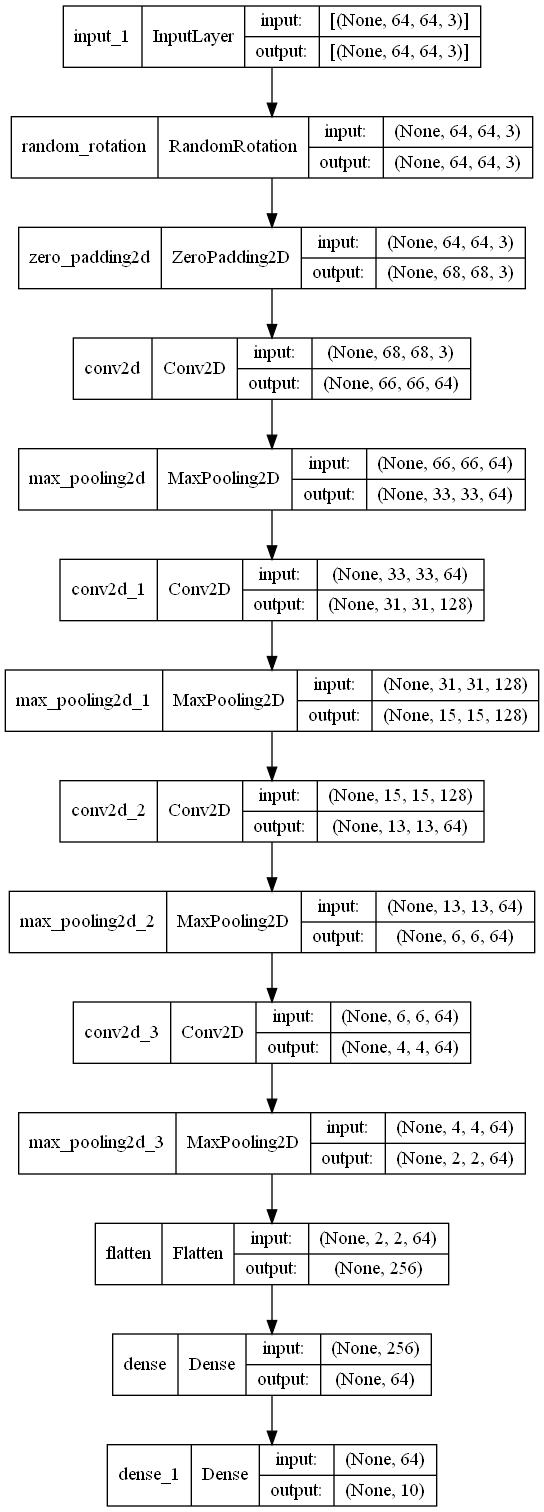 input_1 InputLayer input: [(None, 64, 64, 3)]
output: [(None, 64, 64, 3)]
random_rotation RandomRotation input: (None, 64, 64, 3)
output: (None, 64, 64, 3)
zero_padding2d ZeroPadding2D input: (None, 64, 64, 3)
output: (None, 68, 68, 3)
conv2d Conv2D input: (None, 68, 68, 3)
output: (None, 66, 66, 64)
max_pooling2d MaxPooling2D input: (None, 66, 66, 64)
output: (None, 33, 33, 64)
conv2d_1 Conv2D input: (None, 33, 33, 64)
output: (None, 31, 31, 128)
max_pooling2d_1 MaxPooling2D input: (None, 31, 31, 128)
output: (None, 15, 15, 128)
conv2d_2 Conv2D input: (None, 15, 15, 128)
output: (None, 13, 13, 64)
max_pooling2d_2 MaxPooling2D input: (None, 13, 13, 64)
output: (None, 6, 6, 64)
conv2d_3 Conv2D input: (None, 6, 6, 64)
output: (None, 4, 4, 64)
max_pooling2d_3 MaxPooling2D input: (None, 4, 4, 64)
output: (None, 2, 2, 64)
flatten Flatten input: (None, 2, 2, 64)
output: (None, 256)
dense Dense input: (None, 256)
output: (None, 64)
dense_1 Dense input: (None, 64)
output: (None, 10)